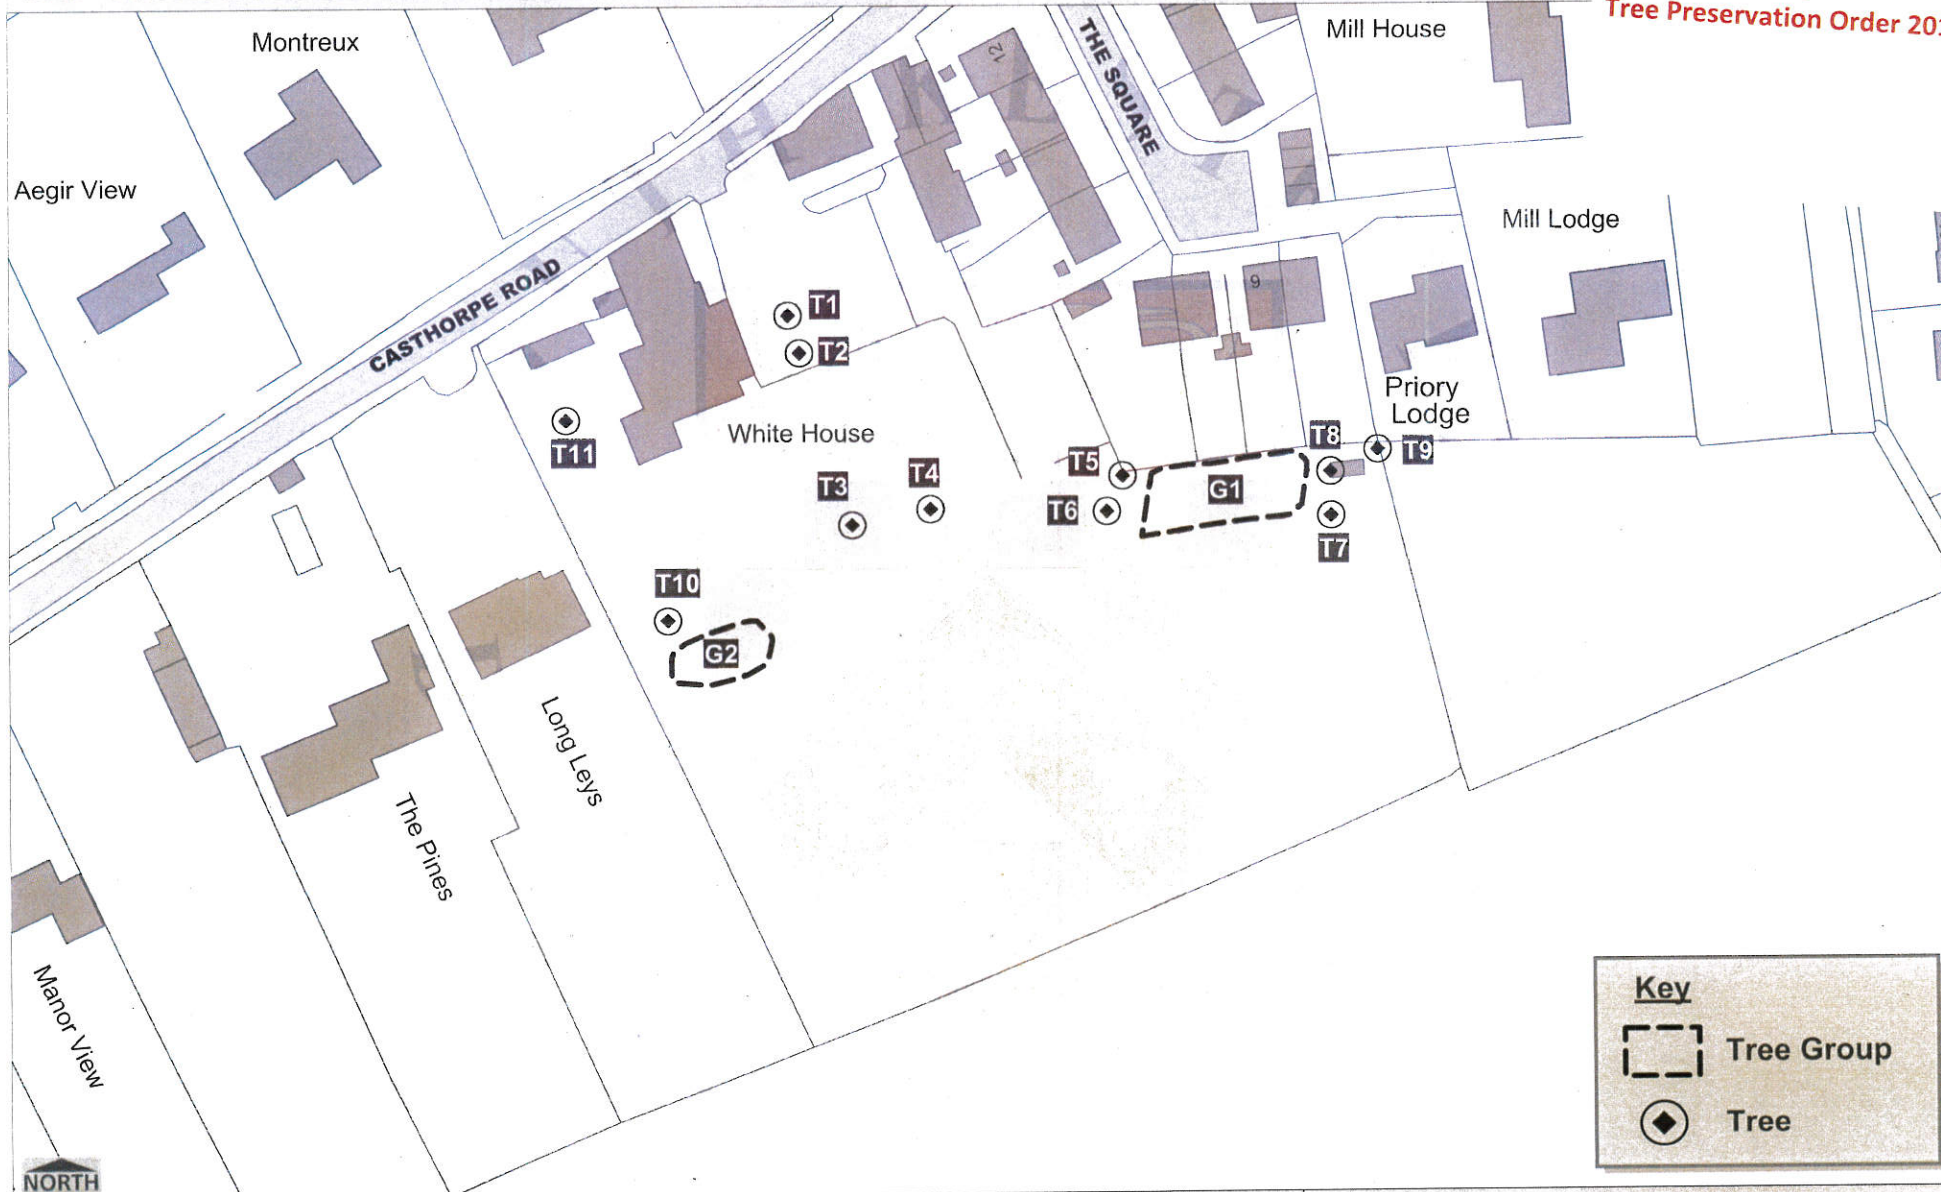 Tree Preservation Order 201
Montreux
Mill House
12
THE SQUARE
Aegir View
Mill Lodge
CASTHORPE ROAD
9
T1
T2
Priory
Lodge
T11
White House
T8
T9
T5
T3
T4
G1
T6
T7
T10
G2
Long Leys
The Pines
Manor View
Key
Tree Group
Tree
NORTH